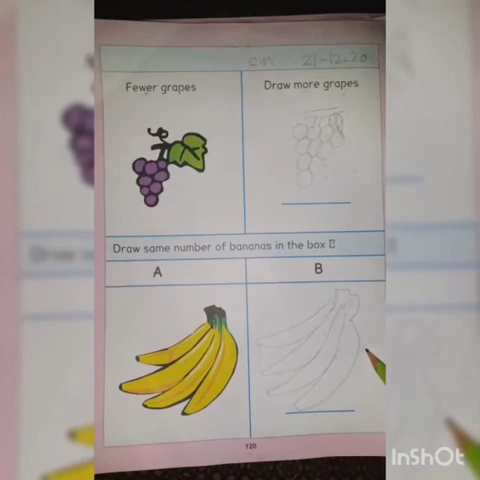 C.W. 21-12-20
Fewer grapes
Draw more grapes
Draw same number of bananas in the box B
A
B
120
InShOt